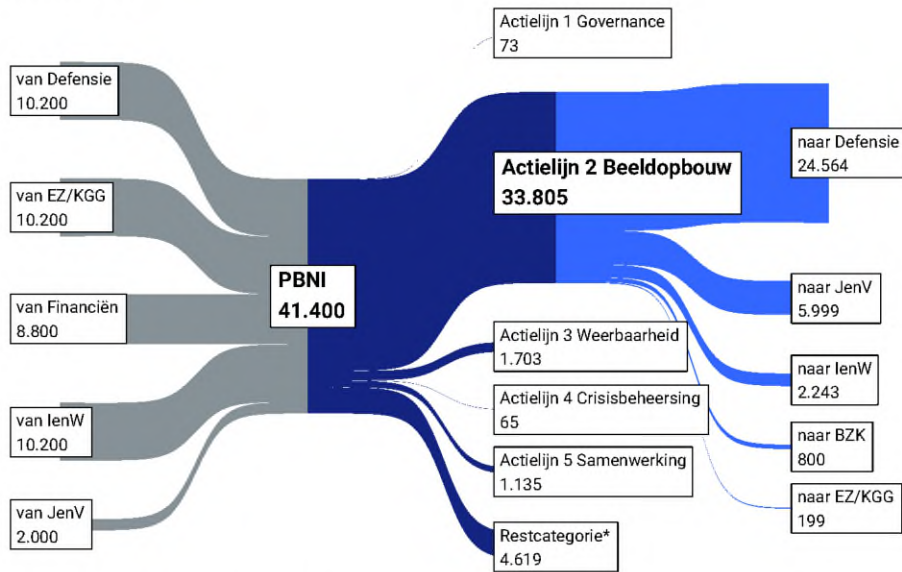 van Defensie
10.200
van EZ/KGG
10.200
van Financiën
8.800
van IenW
10.200
van JenV
2.000
PBNI
41.400
Actielijn 1 Governance
73
Actielijn 2 Beeldopbouw
33.805
Actielijn 3 Weerbaarheid
1.703
Actielijn 4 Crisisbeheersing
65
Actielijn 5 Samenwerking
1.135
Restcategorie*
4.619
naar Defensie
24.564
naar JenV
5.999
naar IenW
2.243
naar BZK
800
naar EZ/KGG
199